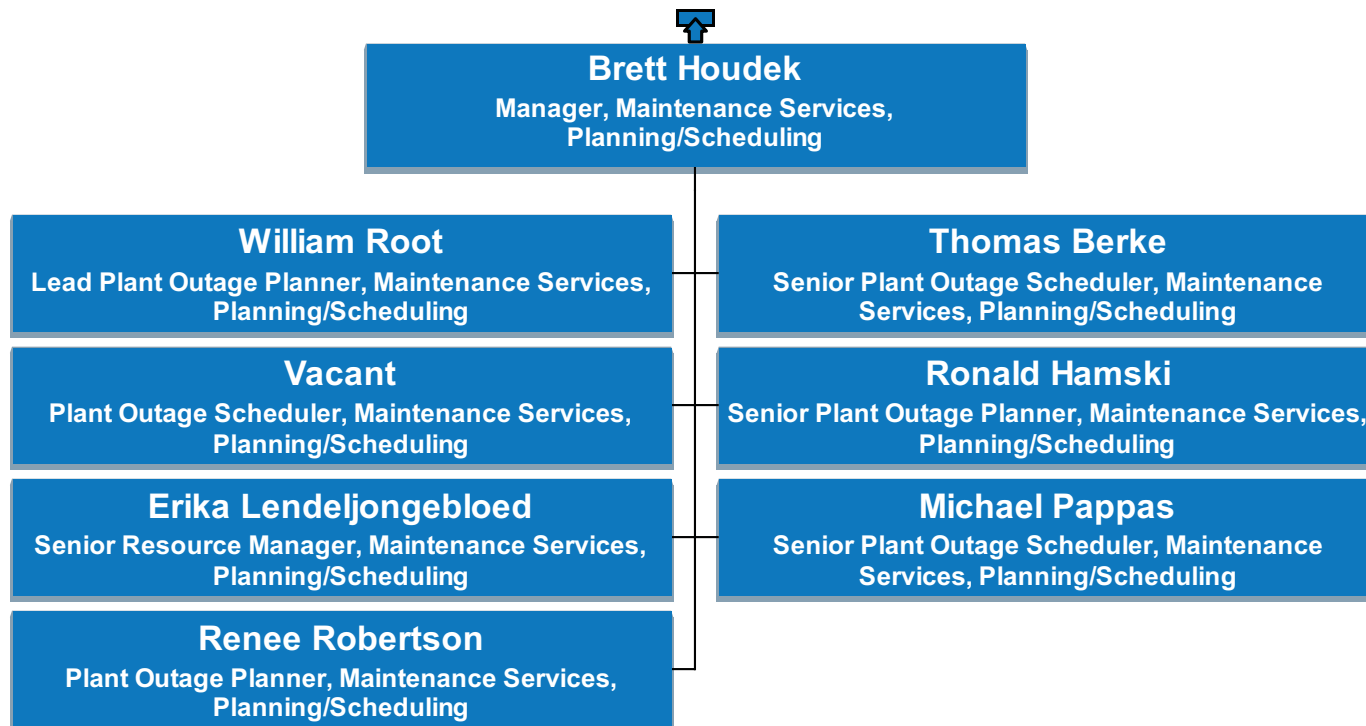 Brett Houdek
Manager, Maintenance Services,
Planning/Scheduling
William Root
Lead Plant Outage Planner, Maintenance Services,
Planning/Scheduling
Thomas Berke
Senior Plant Outage Scheduler, Maintenance
Services, Planning/Scheduling
Vacant
Plant Outage Scheduler, Maintenance Services,
Planning/Scheduling
Ronald Hamski
Senior Plant Outage Planner, Maintenance Services,
Planning/Scheduling
Erika Lendeljongebloed
Senior Resource Manager, Maintenance Services,
Planning/Scheduling
Michael Pappas
Senior Plant Outage Scheduler, Maintenance
Services, Planning/Scheduling
Renee Robertson
Plant Outage Planner, Maintenance Services,
Planning/Scheduling